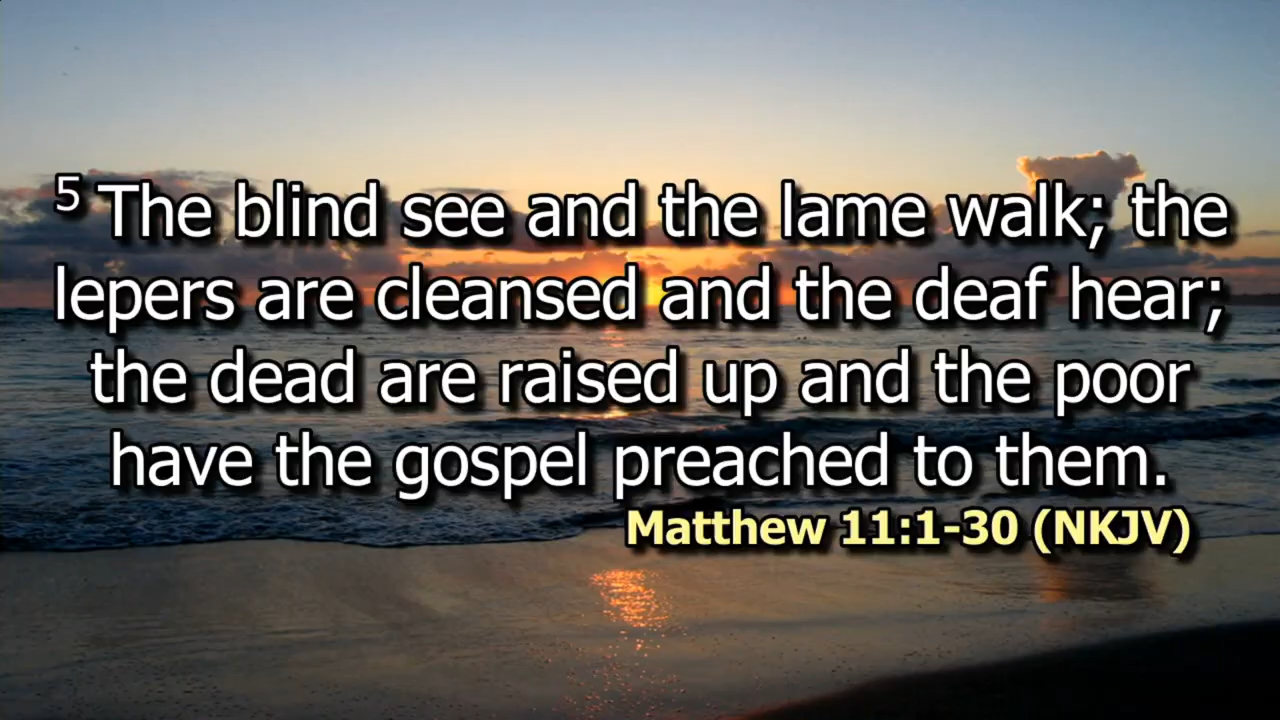 5 The blind see and the lame walk; the
lepers are cleansed and the deaf hear;
the dead are raised up and the poor
have the gospel preached to them.
Matthew 11:1-30 (NKJV)